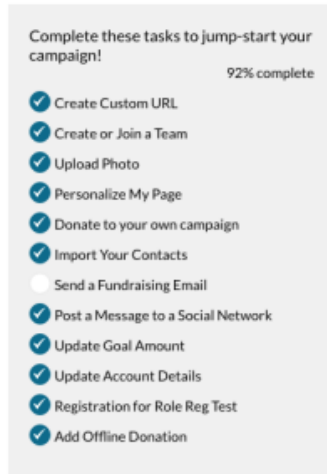 Complete these tasks to jump-start your
campaign!
92% complete
Create Custom URL
Create or Join a Team
Upload Photo
Personalize My Page
Donate to your own campaign
Import Your Contacts
Send a Fundraising Email
Post a Message to a Social Network
Update Goal Amount
Update Account Details
Registration for Role Reg Test
Add Offline Donation